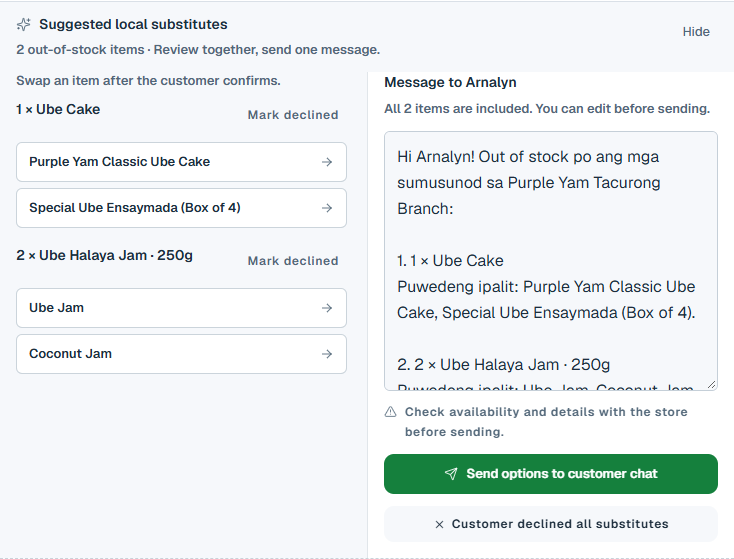 Suggested local substitutes
Hide
2 out-of-stock items · Review together, send one message.
Swap an item after the customer confirms.
1 × Ube Cake
Mark declined
Purple Yam Classic Ube Cake
Special Ube Ensaymada (Box of 4)
2 × Ube Halaya Jam · 250g
Mark declined
Ube Jam
Coconut Jam
Message to Arnalyn
All 2 items are included. You can edit before sending.
Hi Arnalyn! Out of stock po ang mga
sumusunod sa Purple Yam Tacurong
Branch:
1. 1 × Ube Cake
Puwedeng ipalit: Purple Yam Classic Ube
Cake, Special Ube Ensaymada (Box of 4).
2. 2 × Ube Halaya Jam · 250g
Puwedeng ipalit: Ube Jam, Coconut Jam
Check availability and details with the store
before sending.
Send options to customer chat
Customer declined all substitutes